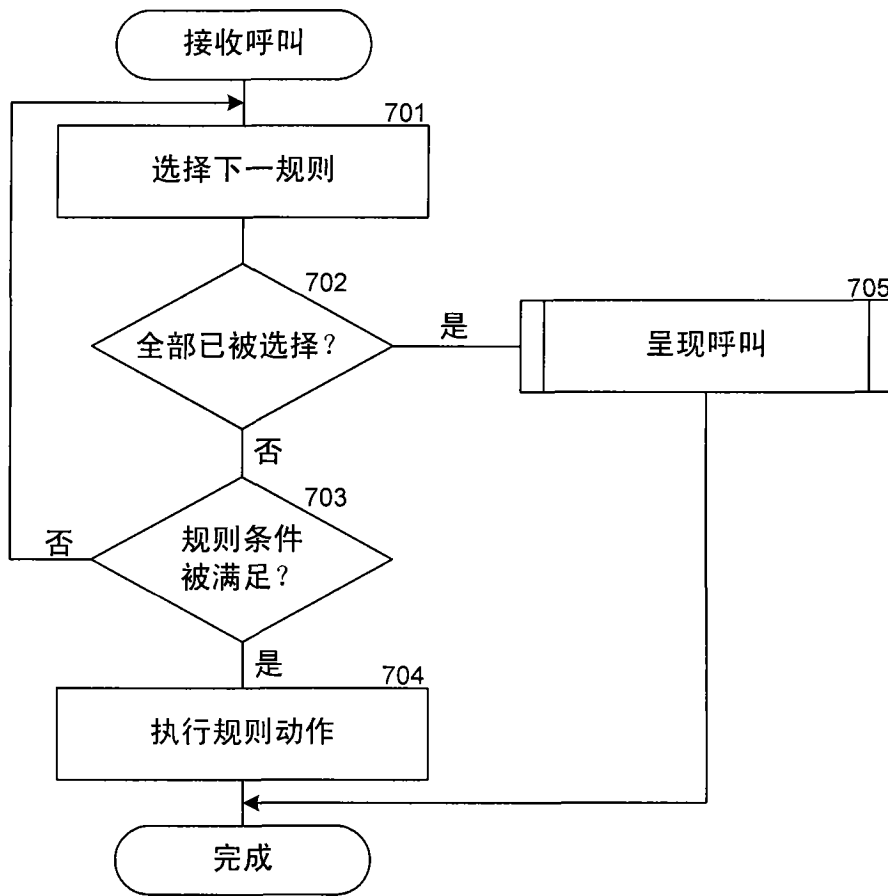 接收呼叫
701
选择下一规则
702
全部已被选择？
是
705
呈现呼叫
否
703
规则条件
被满足？
否
是
704
执行规则动作
完成